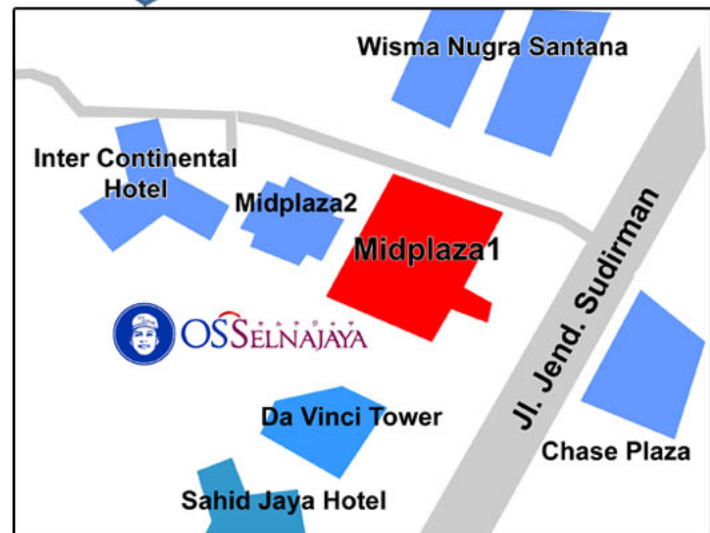 Wisma Nugra Santana
Inter Continental
Hotel
Midplaza2
Midplaza1
Jl. Jend. Sudirman
OSSELNAJAYA
Da Vinci Tower
Chase Plaza
Sahid Jaya Hotel